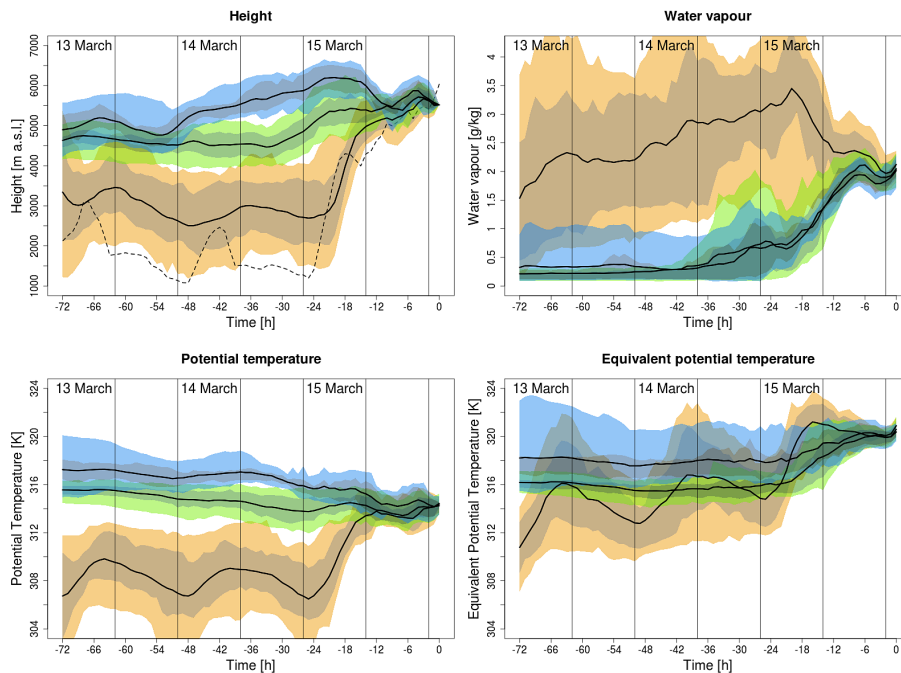 Height
13 March
14 March
15 March
Height [m a.s.l.]
7000
6000
5000
4000
3000
2000
1000
-72 -66 -60 -54 -48 -42 -36 -30 -24 -18 -12 -6 0
Time [h]
Water vapour
13 March
14 March
15 March
Water vapour [g/kg]
4
3.5
3
2.5
2
1.5
1
0.5
0
-72 -66 -60 -54 -48 -42 -36 -30 -24 -18 -12 -6 0
Time [h]
Potential temperature
13 March
14 March
15 March
Potential Temperature [K]
324
320
316
312
308
304
-72 -66 -60 -54 -48 -42 -36 -30 -24 -18 -12 -6 0
Time [h]
Equivalent potential temperature
13 March
14 March
15 March
Equivalent Potential Temperature [K]
324
320
316
312
308
304
-72 -66 -60 -54 -48 -42 -36 -30 -24 -18 -12 -6 0
Time [h]